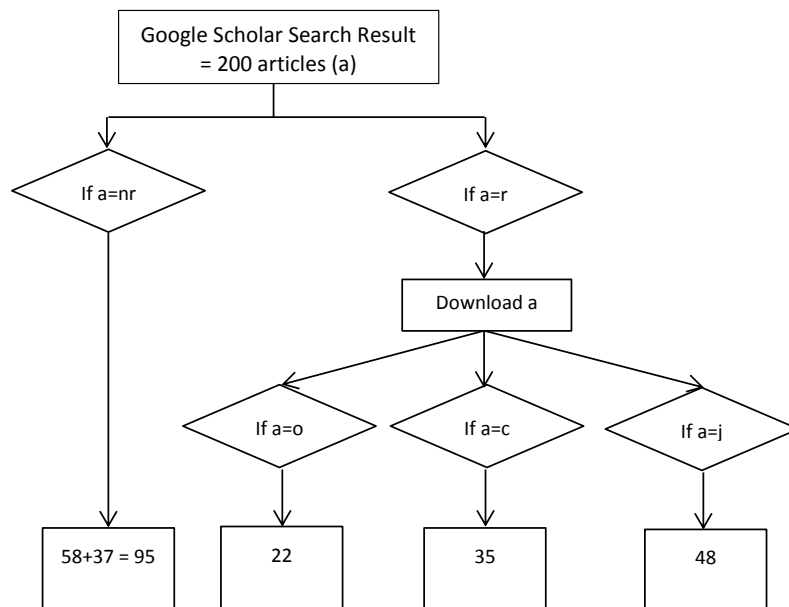 Google Scholar Search Result
= 200 articles (a)
If a=nr
If a=r
Download a
If a=o
If a=c
If a=j
58+37 = 95
22
35
48